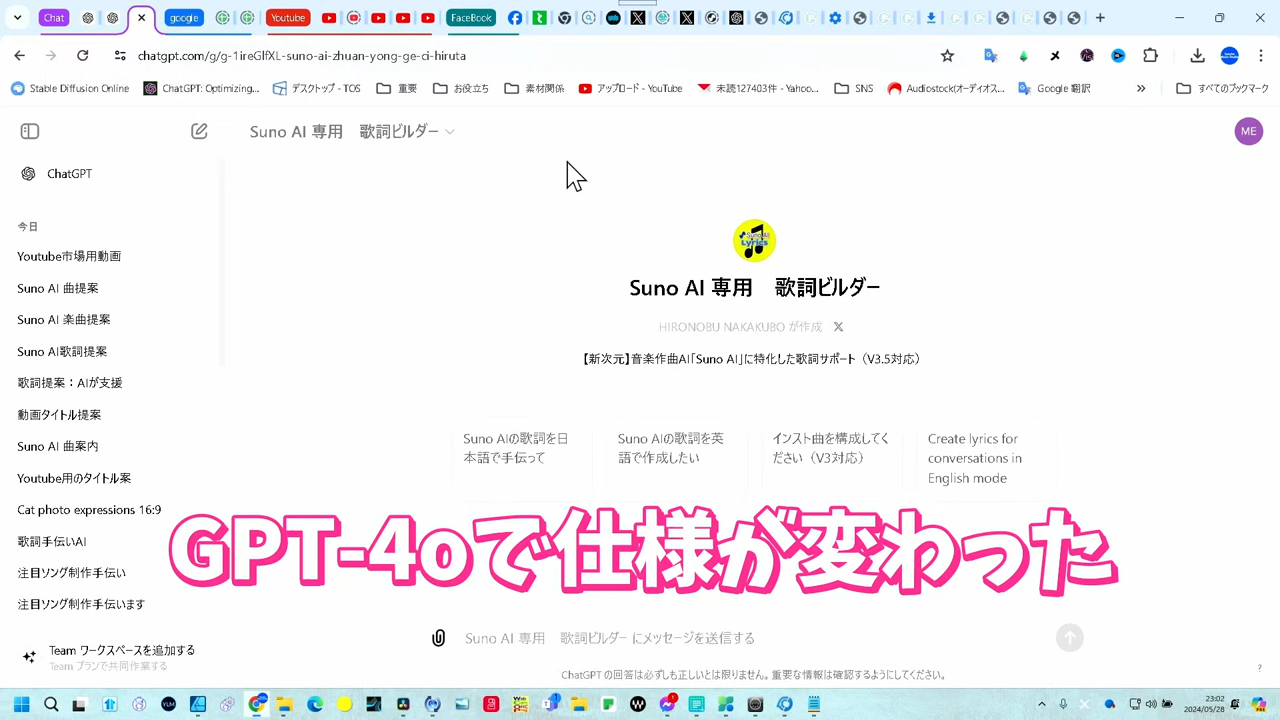 Chat
google
Youtube
FaceBook
chatgpt.com/g/g-1ireGlfXL-suno-ai-zhuan-yong-ge-ci-hiruta
Stable Diffusion Online
ChatGPT: Optimizing...
デスクトップ - TOS
重要
お役立ち
素材関係
アップロード - YouTube
未読127403件 - Yahoo...
SNS
Audiostock(オーディオス...
Google 翻訳
»
すべてのブックマーク
Suno AI 専用 歌詞ビルダー
ME
ChatGPT
今日
Youtube市場用動画
Suno AI 曲提案
Suno AI 楽曲提案
Suno AI歌詞提案
歌詞提案：AIが支援
動画タイトル提案
Suno AI 曲案内
Youtube用のタイトル案
Cat photo expressions 16:9
歌詞手伝いAI
注目ソング制作手伝い
注目ソング制作手伝います
Team ワークスペースを追加する
Team プランで共同作業する
Suno AI Lyrics
Suno AI 専用 歌詞ビルダー
HIRONOBU NAKAKUBO が作成
【新次元】音楽作曲AI「Suno AI」に特化した歌詞サポート（V3.5対応）
Suno AIの歌詞を日
本語で手伝って
Suno AIの歌詞を英
語で作成したい
インスト曲を構成してく
ださい（V3対応）
Create lyrics for
conversations in
English mode
GPT-4oで仕様が変わった
Suno AI 専用 歌詞ビルダー にメッセージを送信する
ChatGPT の回答は必ずしも正しいとは限りません。重要な情報は確認するようにしてください。
?
2024/05/28